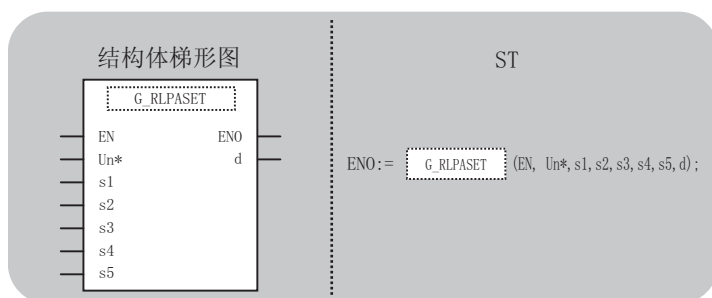 结构体梯形图
G_RLPASET
EN ENO
Un* d
s1
s2
s3
s4
s5
ST
ENO:= G_RLPASET (EN, Un*,s1,s2,s3,s4,s5,d);